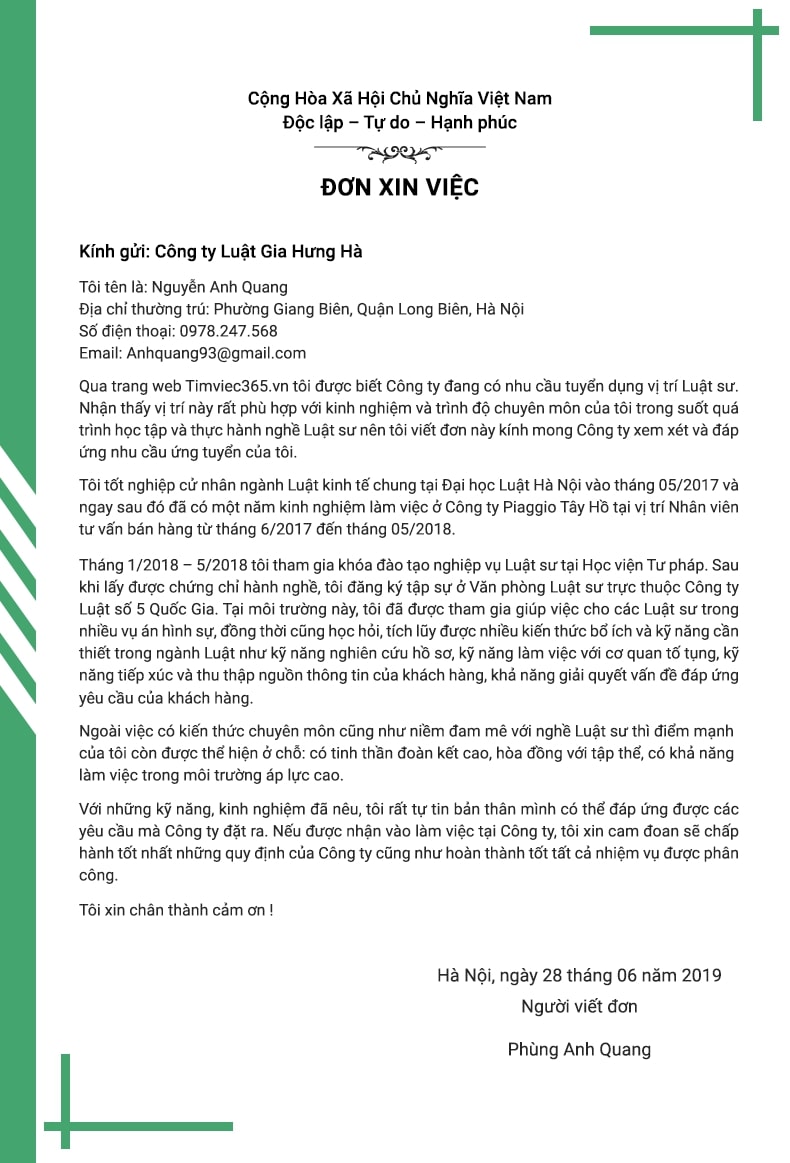 Cộng Hòa Xã Hội Chủ Nghĩa Việt Nam
Độc lập – Tự do – Hạnh phúc
ĐƠN XIN VIỆC
Kính gửi: Công ty Luật Gia Hưng Hà
Tôi tên là: Nguyễn Anh Quang
Địa chỉ thường trú: Phường Giang Biên, Quận Long Biên, Hà Nội
Số điện thoại: 0978.247.568
Email: Anhquang93@gmail.com
Qua trang web Timviec365.vn tôi được biết Công ty đang có nhu cầu tuyển dụng vị trí Luật sư.
Nhận thấy vị trí này rất phù hợp với kinh nghiệm và trình độ chuyên môn của tôi trong suốt quá
trình học tập và thực hành nghề Luật sư nên tôi viết đơn này kính mong Công ty xem xét và đáp
ứng nhu cầu ứng tuyển của tôi.
Tôi tốt nghiệp cử nhân ngành Luật kinh tế chung tại Đại học Luật Hà Nội vào tháng 05/2017 và
ngay sau đó đã có một năm kinh nghiệm làm việc ở Công ty Piaggio Tây Hồ tại vị trí Nhân viên
tư vấn bán hàng từ tháng 6/2017 đến tháng 05/2018.
Tháng 1/2018 – 5/2018 tôi tham gia khóa đào tạo nghiệp vụ Luật sư tại Học viện Tư pháp. Sau
khi lấy được chứng chỉ hành nghề, tôi đăng ký tập sự ở Văn phòng Luật sư trực thuộc Công ty
Luật số 5 Quốc Gia. Tại môi trường này, tôi đã được tham gia giúp việc cho các Luật sư trong
nhiều vụ án hình sự, đồng thời cũng học hỏi, tích lũy được nhiều kiến thức bổ ích và kỹ năng cần
thiết trong ngành Luật như kỹ năng nghiên cứu hồ sơ, kỹ năng làm việc với cơ quan tố tụng, kỹ
năng tiếp xúc và thu thập nguồn thông tin của khách hàng, khả năng giải quyết vấn đề đáp ứng
yêu cầu của khách hàng.
Ngoài việc có kiến thức chuyên môn cũng như niềm đam mê với nghề Luật sư thì điểm mạnh
của tôi còn được thể hiện ở chỗ: có tinh thần đoàn kết cao, hòa đồng với tập thể, có khả năng
làm việc trong môi trường áp lực cao.
Với những kỹ năng, kinh nghiệm đã nêu, tôi rất tự tin bản thân mình có thể đáp ứng được các
yêu cầu mà Công ty đặt ra. Nếu được nhận vào làm việc tại Công ty, tôi xin cam đoan sẽ chấp
hành tốt nhất những quy định của Công ty cũng như hoàn thành tốt tất cả nhiệm vụ được phân
công.
Tôi xin chân thành cảm ơn !
Hà Nội, ngày 28 tháng 06 năm 2019
Người viết đơn
Phùng Anh Quang